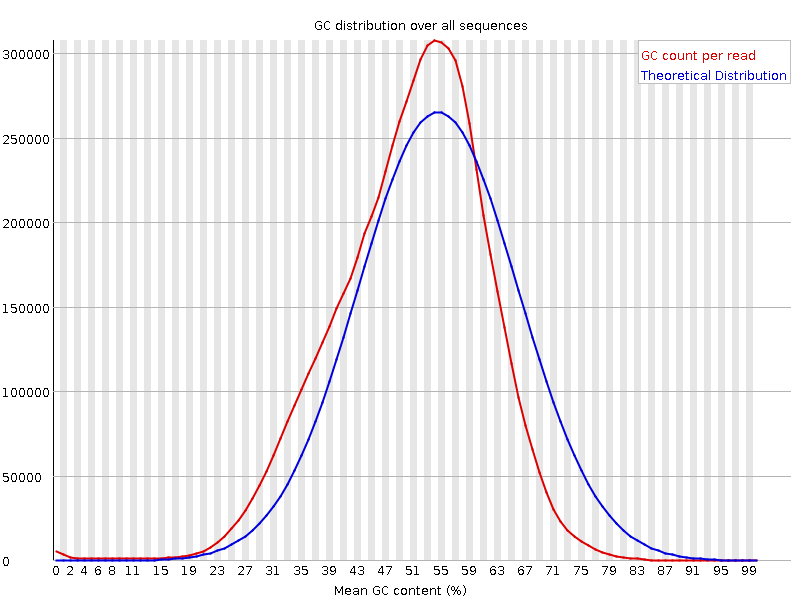 GC distribution over all sequences
GC count per read
Theoretical Distribution
300000
250000
200000
150000
100000
50000
0
0 2 4 6 8 11 15 19 23 27 31 35 39 43 47 51 55 59 63 67 71 75 79 83 87 91 95 99
Mean GC content (%)